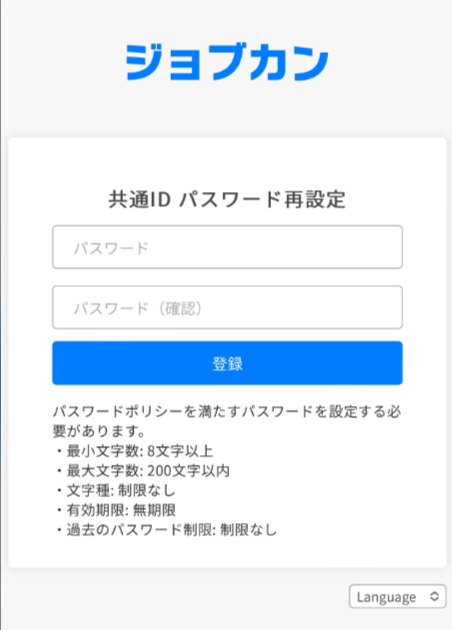 ジョブカン
共通ID パスワード再設定
パスワード
パスワード（確認）
登録
パスワードポリシーを満たすパスワードを設定する必
要があります。
・最小文字数: 8文字以上
・最大文字数: 200文字以内
・文字種: 制限なし
・有効期限: 無期限
・過去のパスワード制限: 制限なし
Language